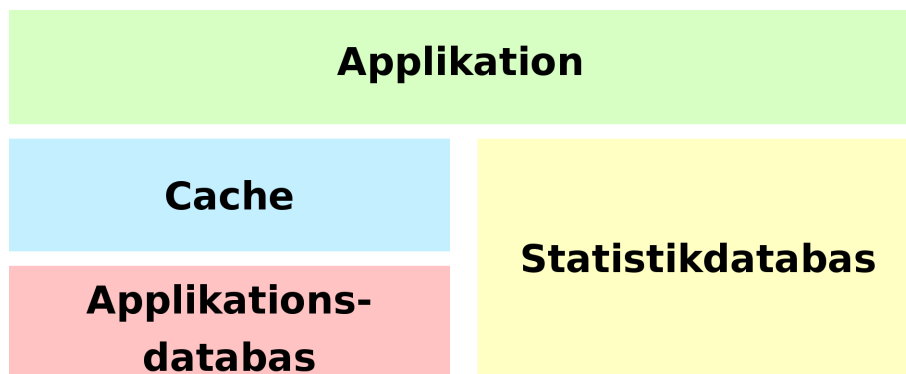 Applikation
Cache
Statistikdatabas
Applikations-
databas